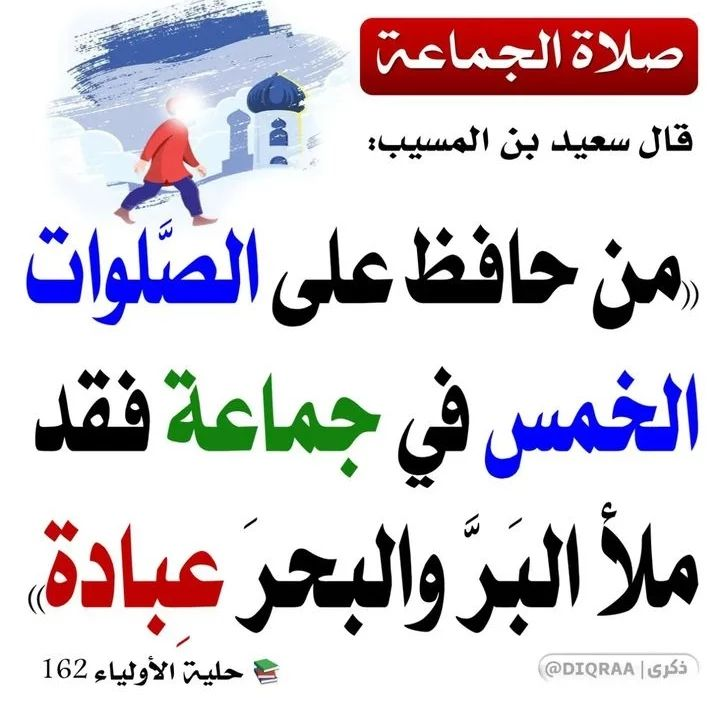 صلاة الجماعة
قال سعيد بن المسيب:
((من حافظ على الصَّلوات
الخمس في جماعة فقد
ملأ البَرَّ والبحرَ عِبادة))
📚 حلية الأولياء 162
ذكرى | DIQRAA@